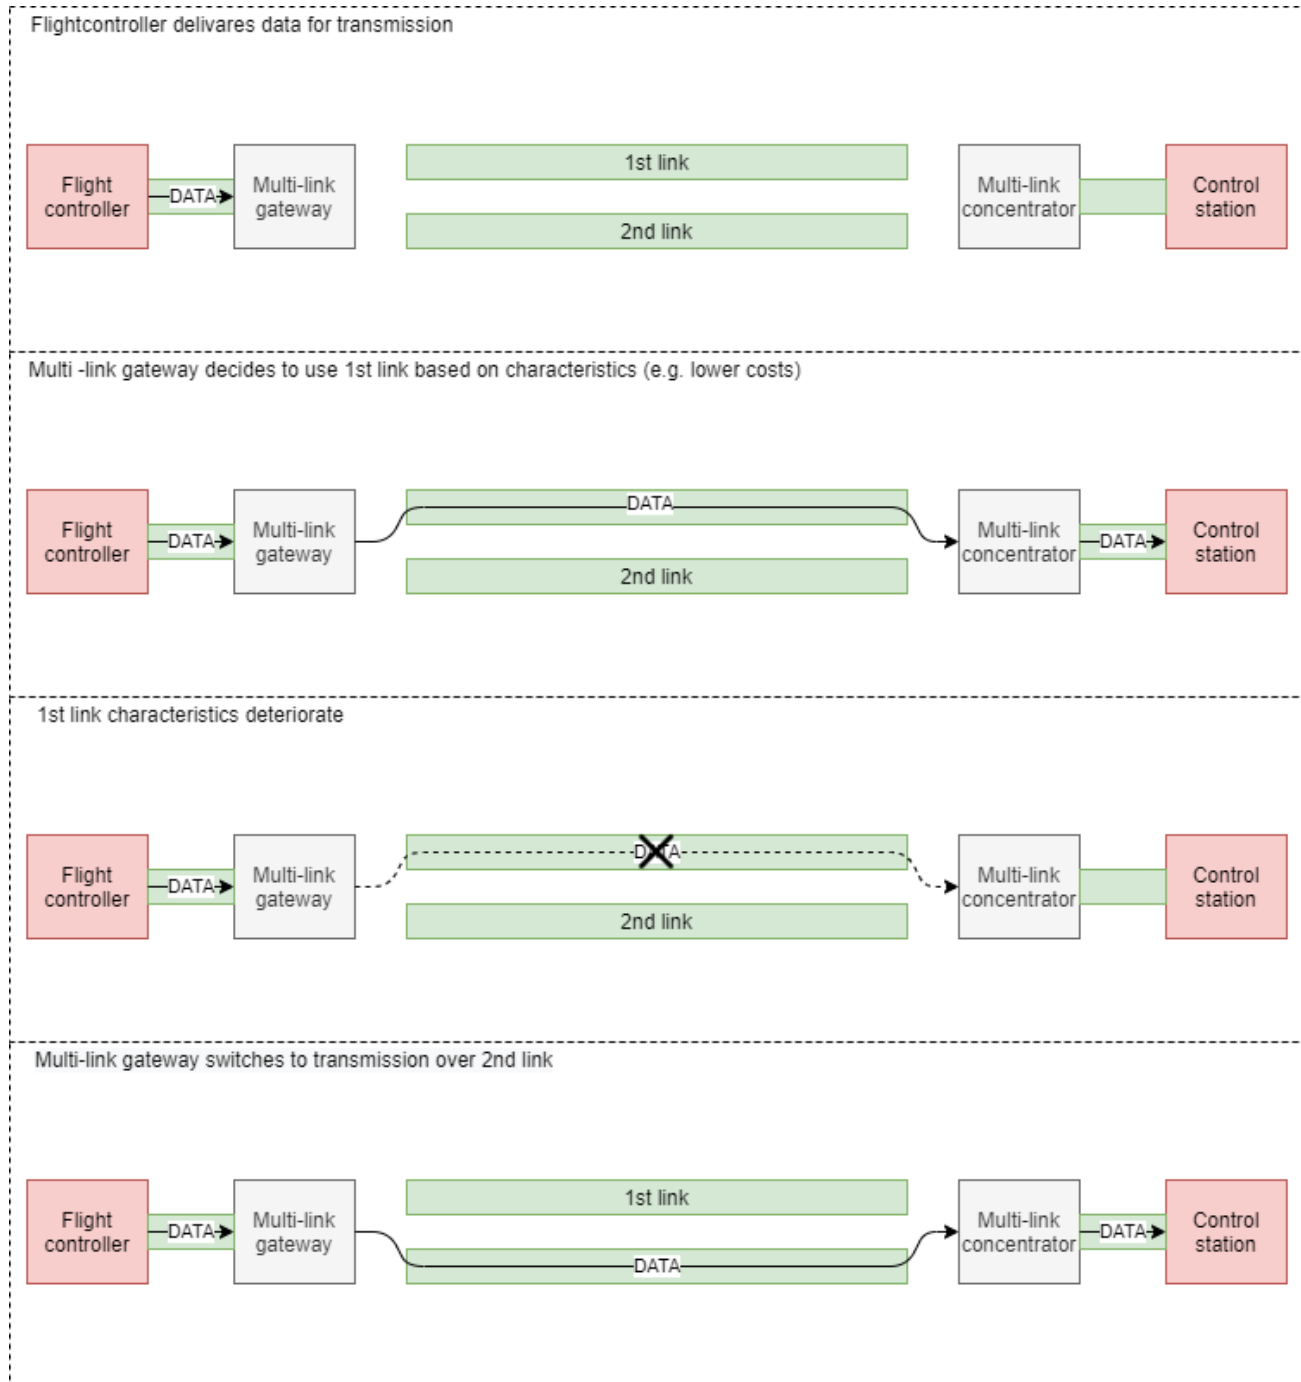 Flightcontroller delivares data for transmission
Flight
controller
DATA
Multi-link
gateway
1st link
2nd link
Multi-link
concentrator
Control
station
Multi -link gateway decides to use 1st link based on characteristics (e.g. lower costs)
Flight
controller
DATA
Multi-link
gateway
DATA
2nd link
Multi-link
concentrator
DATA
Control
station
1st link characteristics deteriorate
Flight
controller
DATA
Multi-link
gateway
DATA
2nd link
Multi-link
concentrator
Control
station
Multi-link gateway switches to transmission over 2nd link
Flight
controller
DATA
Multi-link
gateway
1st link
DATA
Multi-link
concentrator
DATA
Control
station